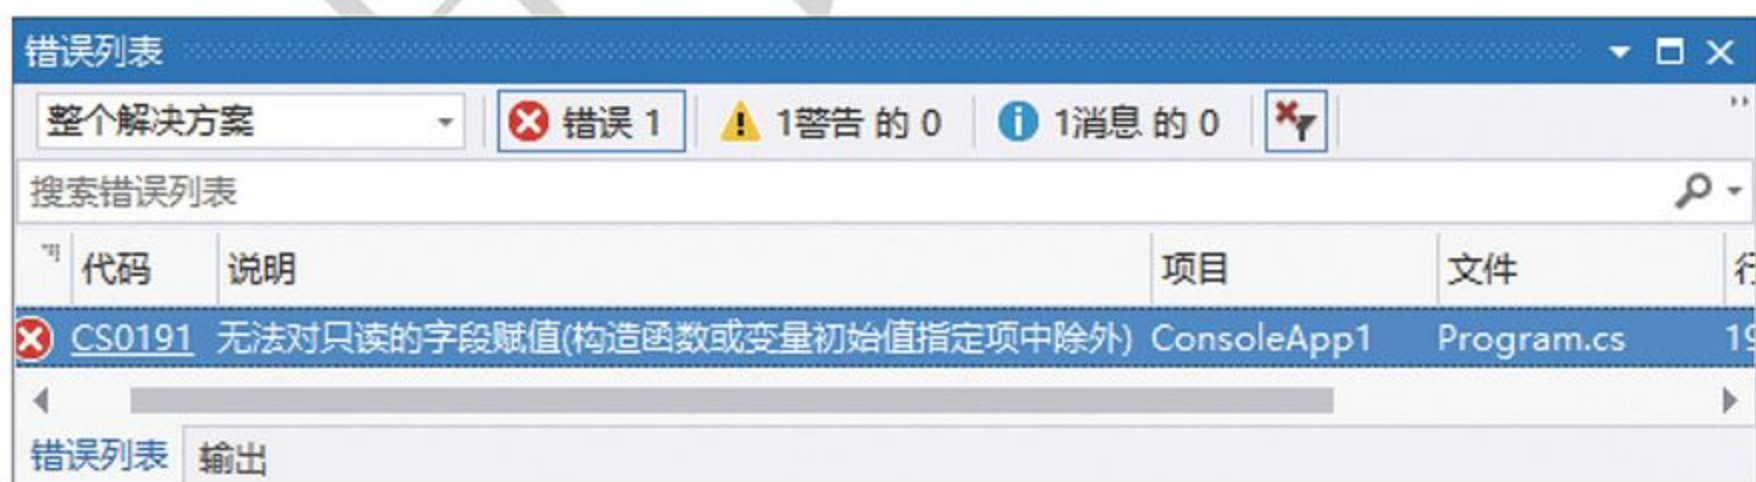 错误列表
整个解决方案 错误 1 1警告 的 0 1消息 的 0
搜索错误列表
代码 说明 项目 文件
CS0191 无法对只读的字段赋值(构造函数或变量初始值指定项中除外) ConsoleApp1 Program.cs 19
错误列表 输出